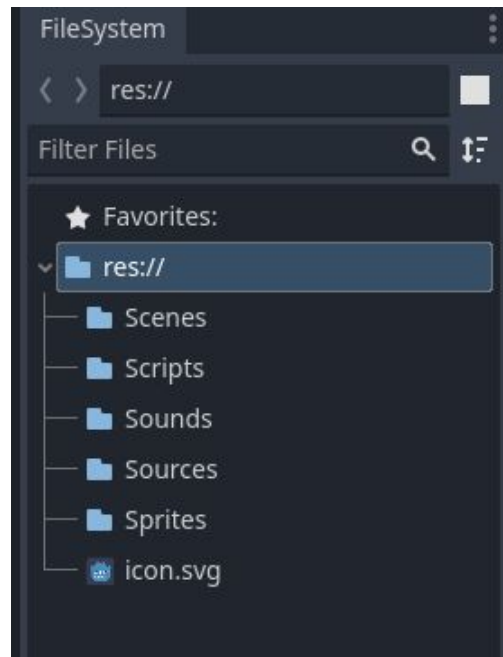 FileSystem
res://
Filter Files
Favorites:
res://
Scenes
Scripts
Sounds
Sources
Sprites
icon.svg